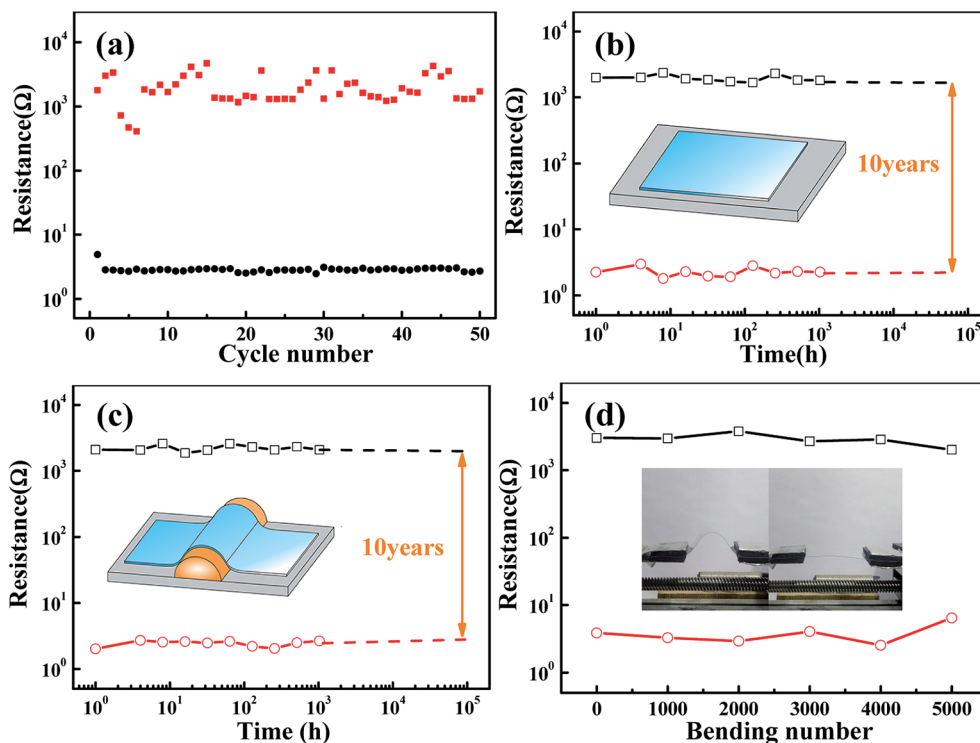 (a)
Resistance(Ω)
10⁴
10³
10²
10¹
10⁰
0 10 20 30 40 50
Cycle number
(b)
Resistance(Ω)
10⁴
10³
10²
10¹
10⁰
10years
10⁰ 10¹ 10² 10³ 10⁴ 10⁵
Time(h)
(c)
Resistance(Ω)
10⁴
10³
10²
10¹
10⁰
10years
10⁰ 10¹ 10² 10³ 10⁴ 10⁵
Time (h)
(d)
Resistance(Ω)
10⁴
10³
10²
10¹
10⁰
0 1000 2000 3000 4000 5000
Bending number